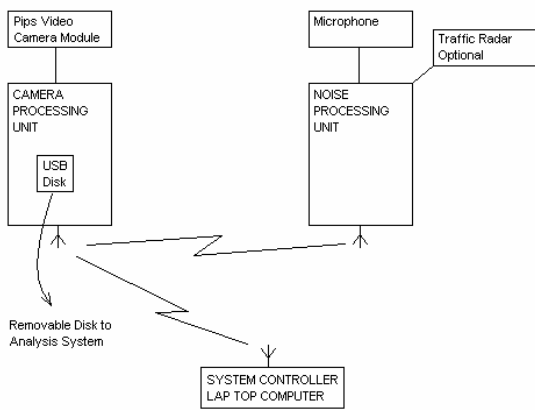 Pips Video
Camera Module
Microphone
Traffic Radar
Optional
CAMERA
PROCESSING
UNIT
NOISE
PROCESSING
UNIT
USB
Disk
Removable Disk to
Analysis System
SYSTEM CONTROLLER
LAP TOP COMPUTER